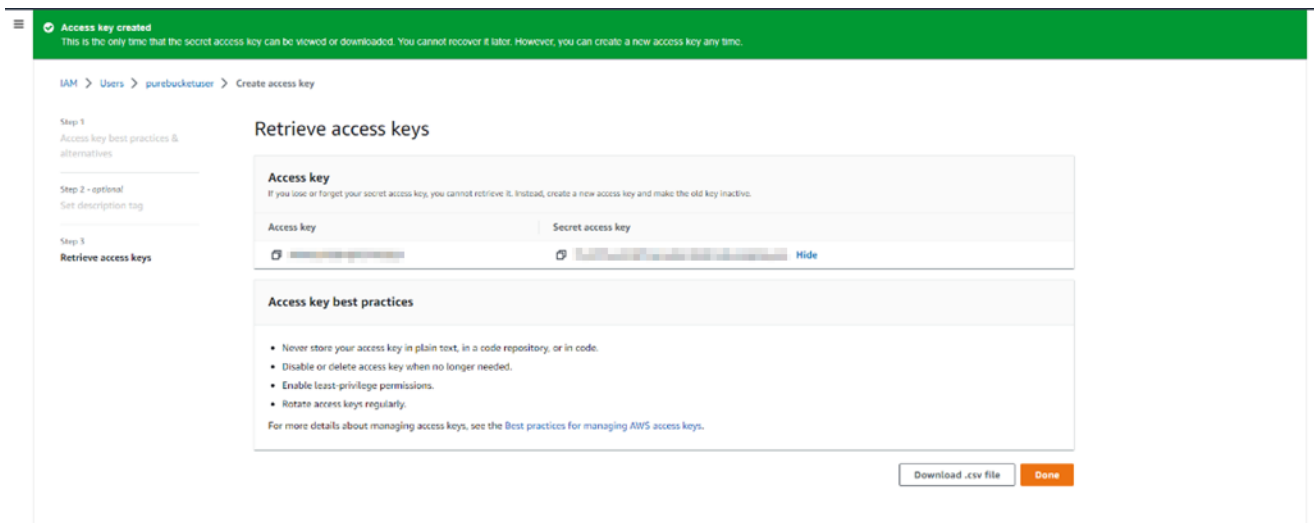 Access key created
This is the only time that the secret access key can be viewed or downloaded. You cannot recover it later. However, you can create a new access key any time.
IAM > Users > purebucketuser > Create access key
Step 1
Access key best practices &
alternatives
Step 2 - optional
Set description tag
Step 3
Retrieve access keys
Retrieve access keys
Access key
If you lose or forget your secret access key, you cannot retrieve it. Instead, create a new access key and make the old key inactive.
Access key
Secret access key
Hide
Access key best practices
• Never store your access key in plain text, in a code repository, or in code.
• Disable or delete access key when no longer needed.
• Enable least-privilege permissions.
• Rotate access keys regularly.
For more details about managing access keys, see the Best practices for managing AWS access keys.
Download .csv file
Done